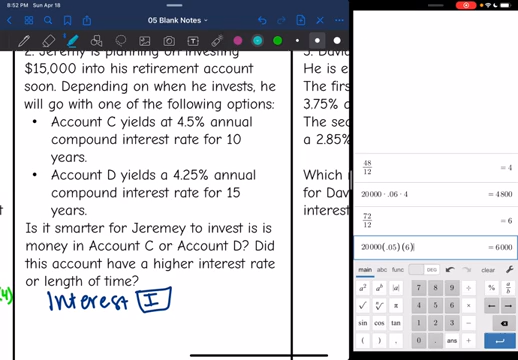 8:52 PM Sun Apr 18
05 Blank Notes
2. Jeremy is planning on investing
$15,000 into his retirement account
soon. Depending on when he invests, he
will go with one of the following options:
• Account C yields at 4.5% annual
compound interest rate for 10
years.
• Account D yields a 4.25% annual
compound interest rate for 15
years.
Is it smarter for Jeremey to invest is is
money in Account C or Account D? Did
this account have a higher interest rate
or length of time?
Interest I
.4)
3. David
He is e
The firs
3.75% a
The sec
a 2.85%
Which
for Dav
interest
48/12 = 4
20000 · .06 · 4 = 4800
72/12 = 6
20000(.05)(6) = 6000
main abc func DEG clear
a² aᵇ |a| 7 8 9 ÷ % a/b
√ ⁿ√ π 4 5 6 ×
sin cos tan 1 2 3 −
( ) , 0 . ans +